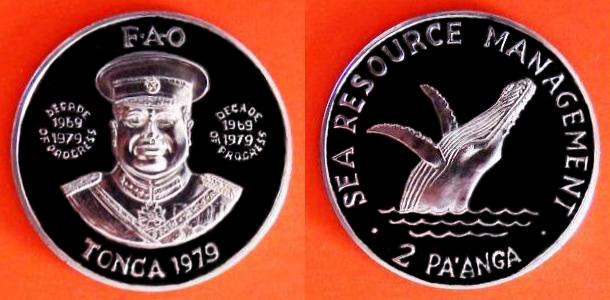 F·A·O
DECADE
1969
1979
OF PROGRESS
DECADE
1969
1979
OF PROGRESS
TONGA 1979
SEA RESOURCE MANAGEMENT
· 2 PA'ANGA ·